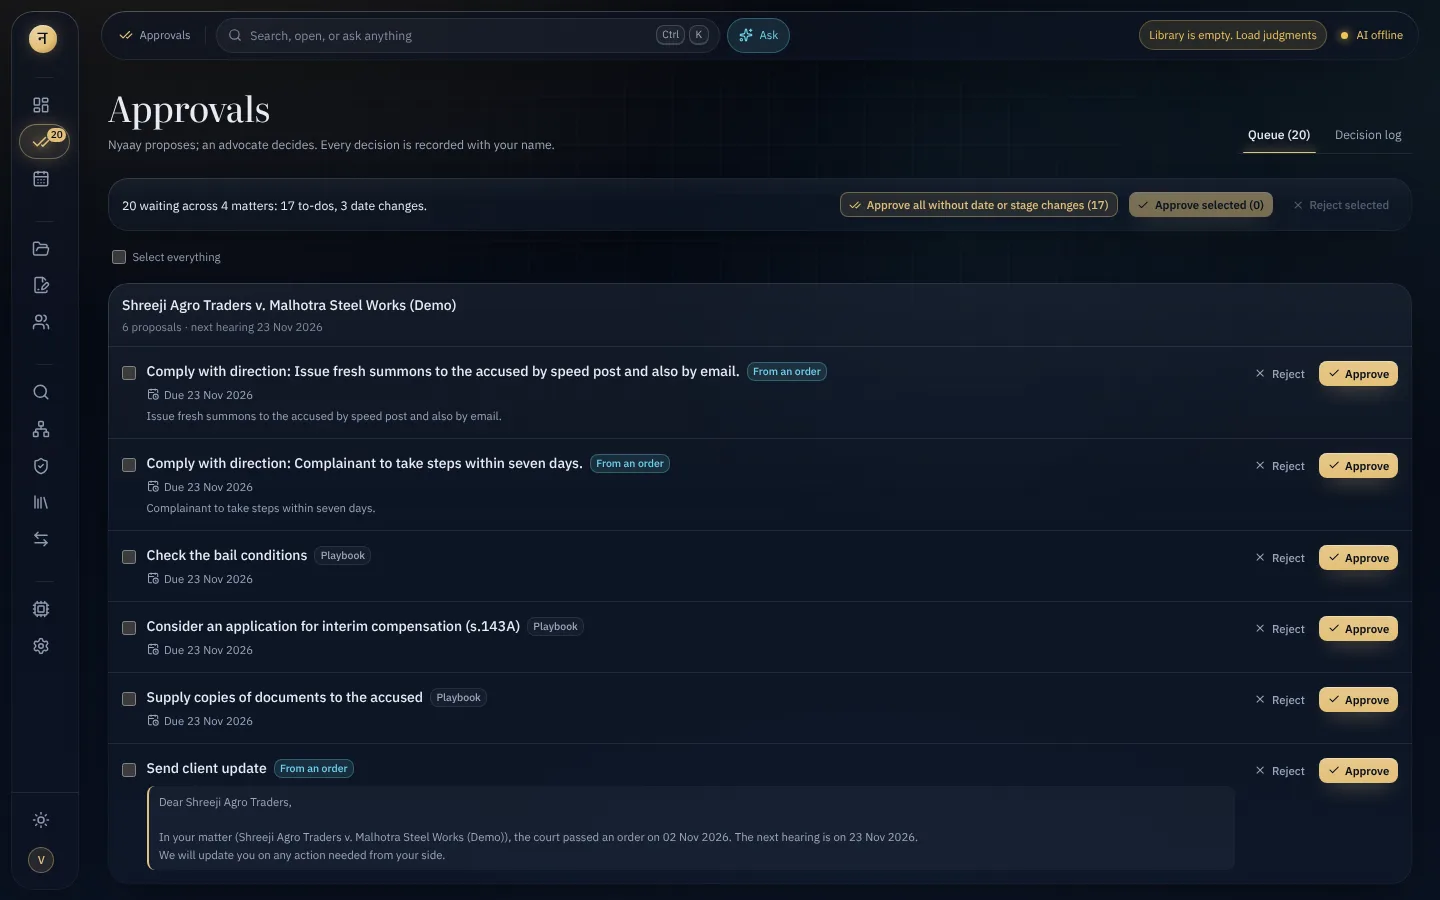 न
Approvals
Search, open, or ask anything
Ctrl
K
Ask
Library is empty. Load judgments
AI offline
20
Approvals
Nyaay proposes; an advocate decides. Every decision is recorded with your name.
Queue (20)
Decision log
20 waiting across 4 matters: 17 to-dos, 3 date changes.
Approve all without date or stage changes (17)
Approve selected (0)
Reject selected
Select everything
Shreeji Agro Traders v. Malhotra Steel Works (Demo)
6 proposals · next hearing 23 Nov 2026
Comply with direction: Issue fresh summons to the accused by speed post and also by email.
From an order
Reject
Approve
Due 23 Nov 2026
Issue fresh summons to the accused by speed post and also by email.
Comply with direction: Complainant to take steps within seven days.
From an order
Reject
Approve
Due 23 Nov 2026
Complainant to take steps within seven days.
Check the bail conditions
Playbook
Reject
Approve
Due 23 Nov 2026
Consider an application for interim compensation (s.143A)
Playbook
Reject
Approve
Due 23 Nov 2026
Supply copies of documents to the accused
Playbook
Reject
Approve
Due 23 Nov 2026
Send client update
From an order
Reject
Approve
Dear Shreeji Agro Traders,
In your matter (Shreeji Agro Traders v. Malhotra Steel Works (Demo)), the court passed an order on 02 Nov 2026. The next hearing is on 23 Nov 2026.
We will update you on any action needed from your side.
V